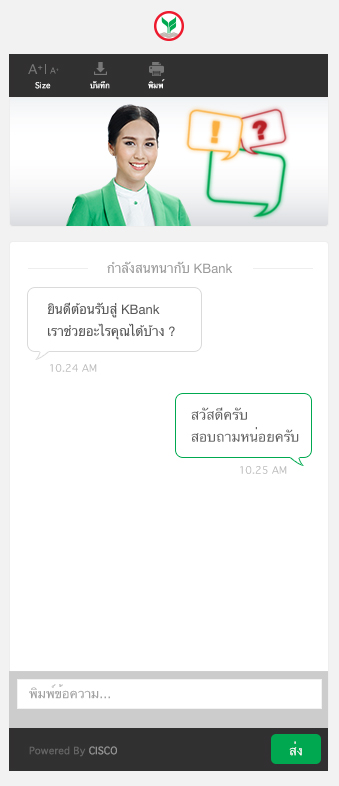 A+ A+
Size
บันทึก
พิมพ์
! ?
กำลังสนทนากับ KBank
ยินดีต้อนรับสู่ KBank
เราช่วยอะไรคุณได้บ้าง ?
10.24 AM
สวัสดีครับ
สอบถามหน่อยครับ
10.25 AM
พิมพ์ข้อความ...
Powered By CISCO
ส่ง